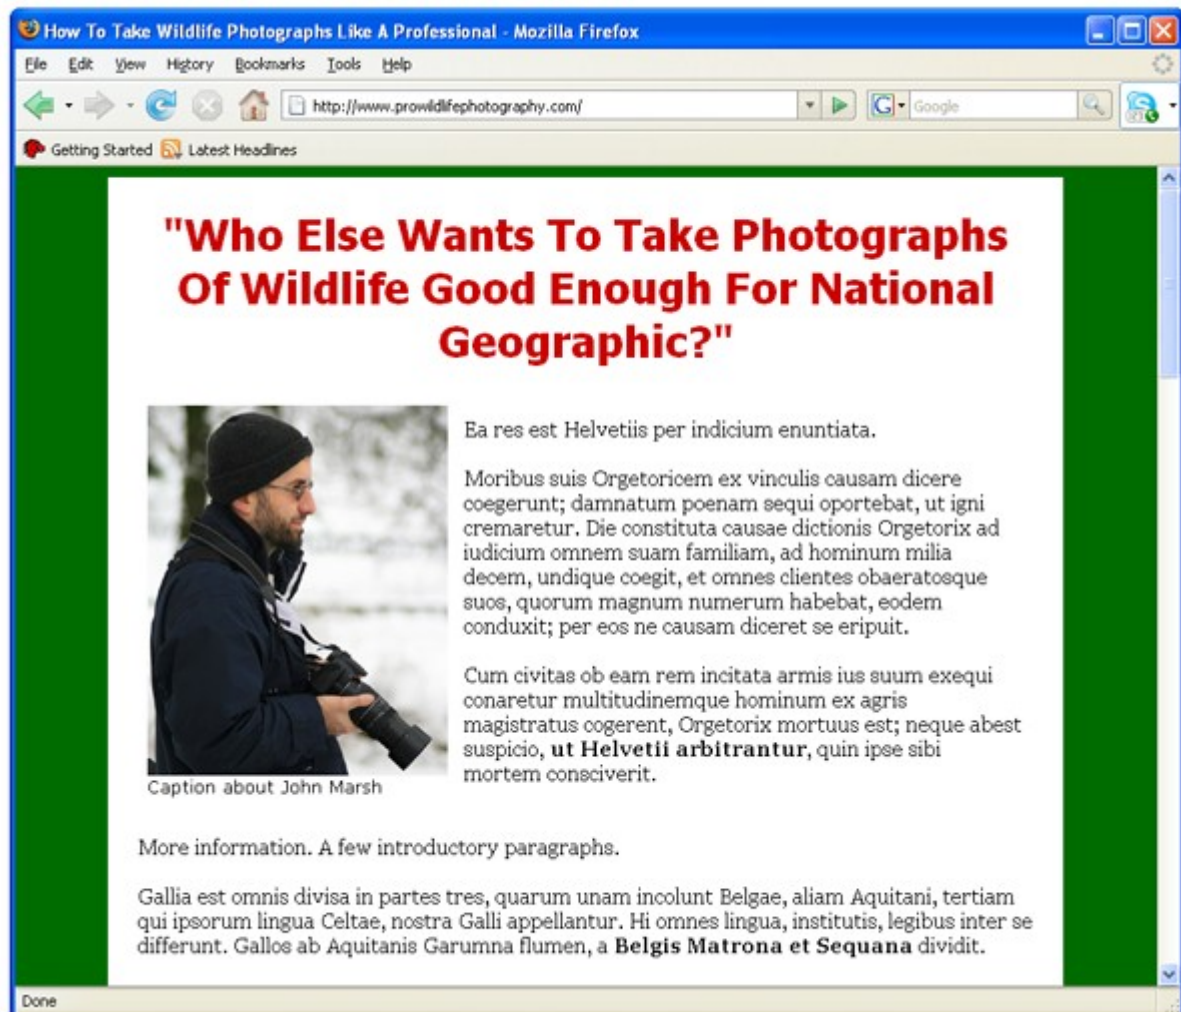 How To Take Wildlife Photographs Like A Professional - Mozilla Firefox
File Edit View History Bookmarks Tools Help
http://www.prowildlifephotography.com/
G Google
Getting Started Latest Headlines
"Who Else Wants To Take Photographs
Of Wildlife Good Enough For National
Geographic?"
Ea res est Helvetiis per indicium enuntiata.
Moribus suis Orgetoricem ex vinculis causam dicere
coegerunt; damnatum poenam sequi oportebat, ut igni
cremaretur. Die constituta causae dictionis Orgetorix ad
iudicium omnem suam familiam, ad hominum milia
decem, undique coegit, et omnes clientes obaeratosque
suos, quorum magnum numerum habebat, eodem
conduxit; per eos ne causam diceret se eripuit.
Cum civitas ob eam rem incitata armis ius suum exequi
conaretur multitudinemque hominum ex agris
magistratus cogerent, Orgetorix mortuus est; neque abest
suspicio, ut Helvetii arbitrantur, quin ipse sibi
mortem consciverit.
Caption about John Marsh
More information. A few introductory paragraphs.
Gallia est omnis divisa in partes tres, quarum unam incolunt Belgae, aliam Aquitani, tertiam
qui ipsorum lingua Celtae, nostra Galli appellantur. Hi omnes lingua, institutis, legibus inter se
differunt. Gallos ab Aquitanis Garumna flumen, a Belgis Matrona et Sequana dividit.
Done